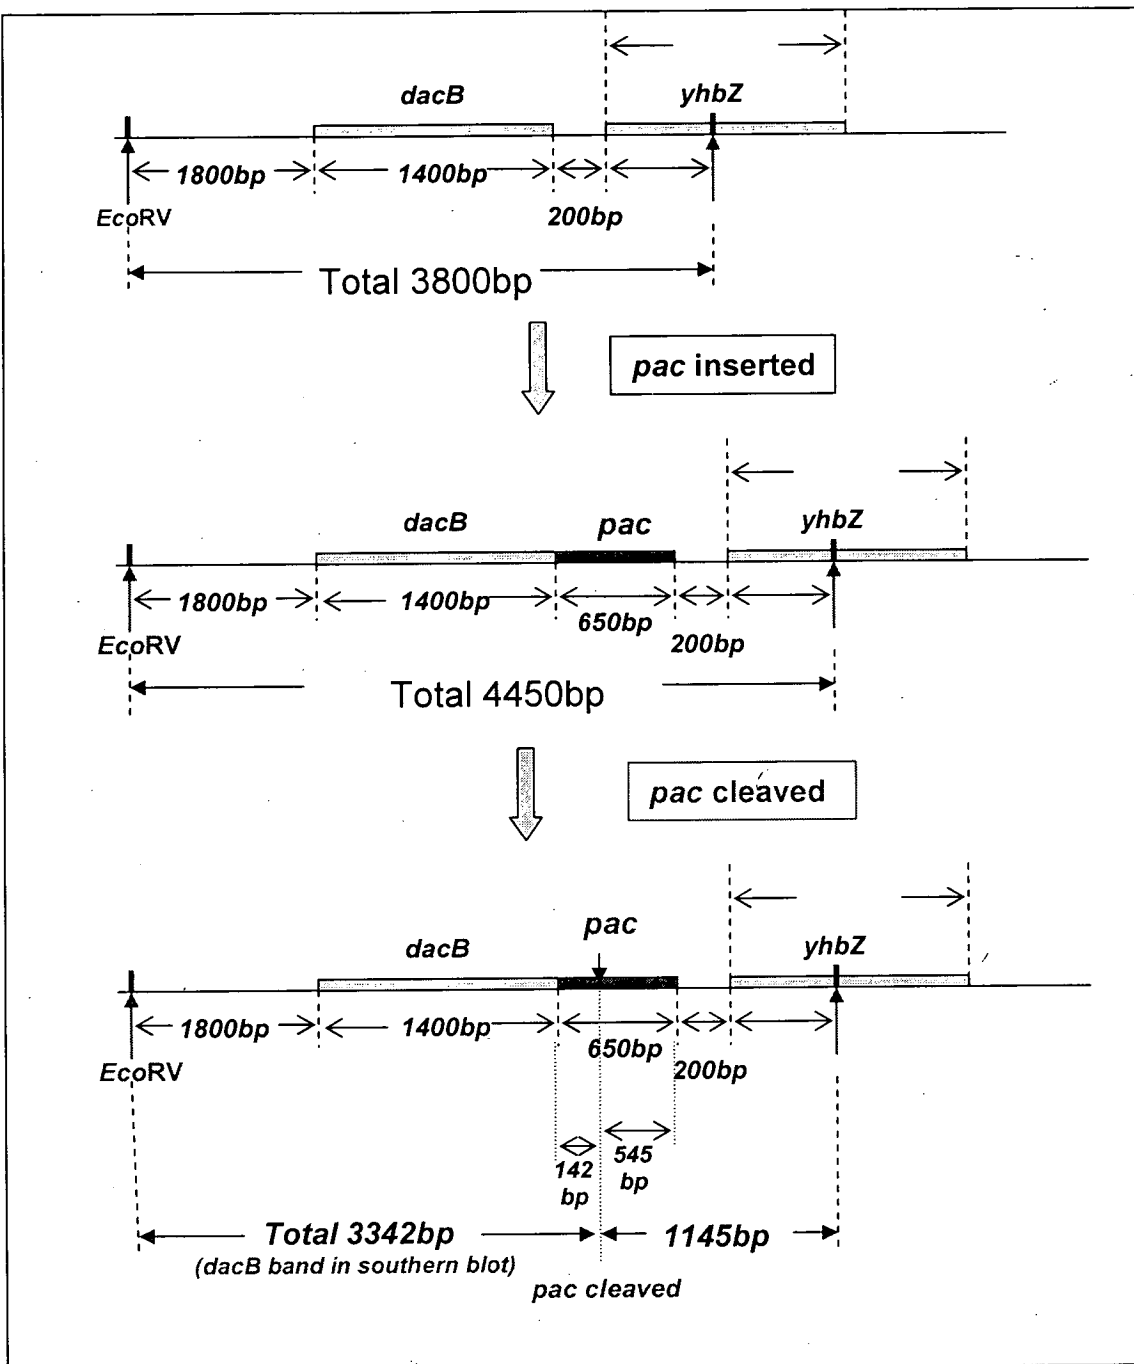 dacB
yhbZ
1800bp
1400bp
200bp
EcoRV
Total 3800bp
pac inserted
dacB
pac
yhbZ
1800bp
1400bp
650bp
200bp
EcoRV
Total 4450bp
pac cleaved
pac
dacB
yhbZ
1800bp
1400bp
650bp
200bp
EcoRV
142
bp
545
bp
Total 3342bp
1145bp
(dacB band in southern blot)
pac cleaved